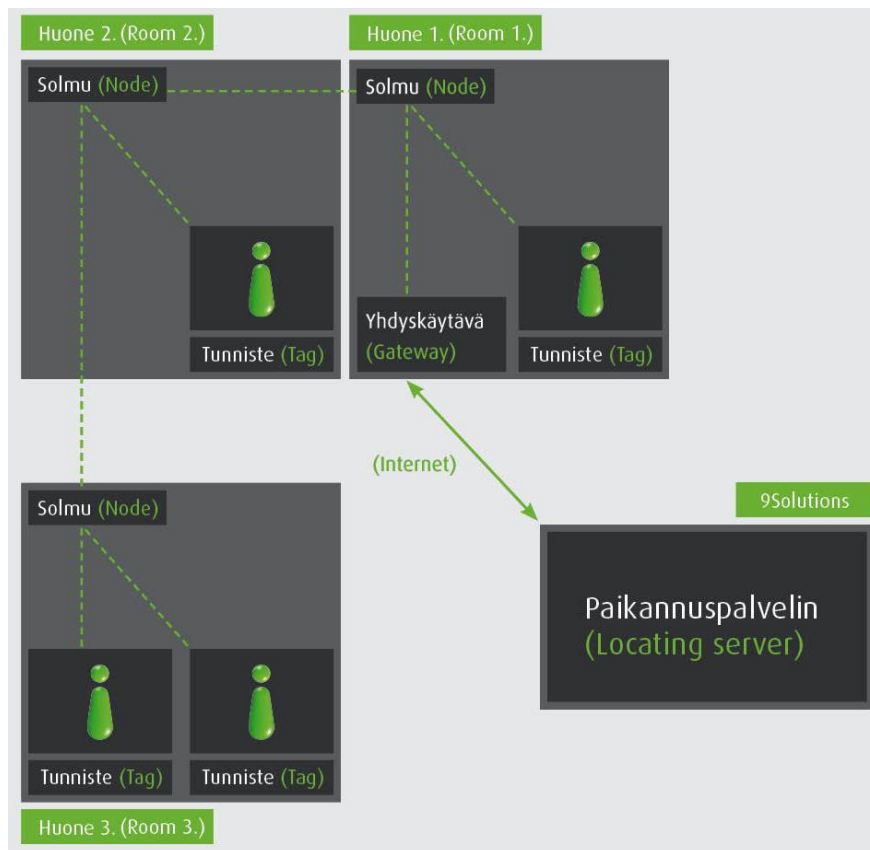 Huone 2. (Room 2.)
Huone 1. (Room 1.)
Solmu (Node)
Solmu (Node)
Tunniste (Tag)
Yhdyskäytävä
(Gateway)
Tunniste (Tag)
(Internet)
Solmu (Node)
9Solutions
Paikannuspalvelin
(Locating server)
Tunniste (Tag)
Tunniste (Tag)
Huone 3. (Room 3.)